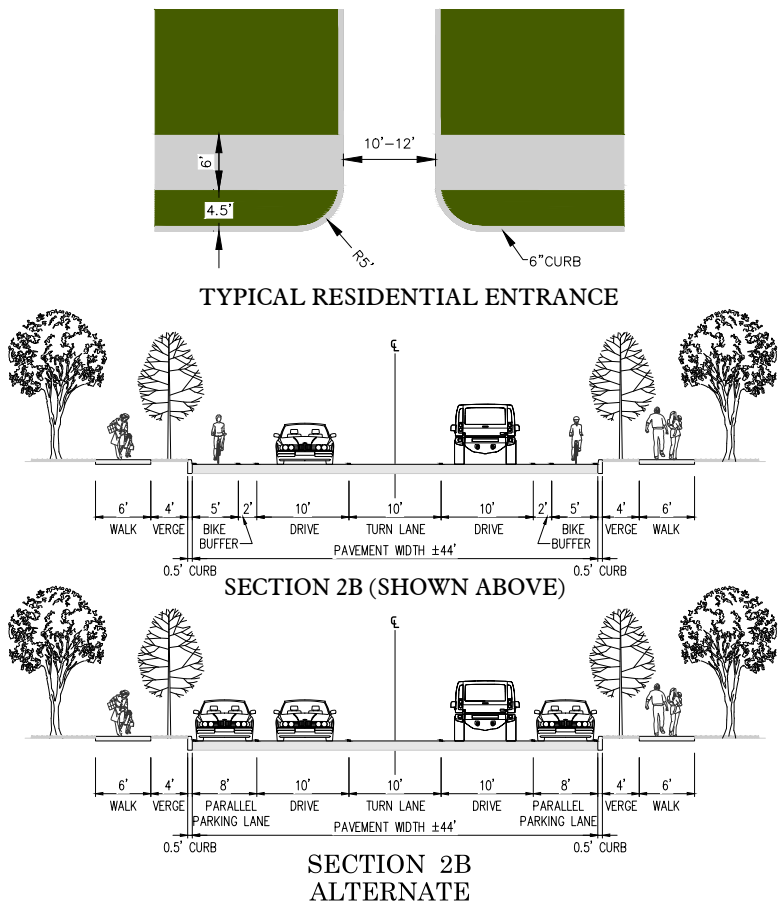 10'-12'
6'
4.5'
R5'
6"CURB
TYPICAL RESIDENTIAL ENTRANCE
℄
6' 4' 5' 2' 10' 10' 10' 2' 5' 4' 6'
WALK VERGE BIKE BUFFER DRIVE TURN LANE DRIVE BIKE BUFFER VERGE WALK
PAVEMENT WIDTH ±44'
0.5' CURB 0.5' CURB
SECTION 2B (SHOWN ABOVE)
℄
6' 4' 8' 10' 10' 10' 8' 4' 6'
WALK VERGE PARALLEL DRIVE TURN LANE DRIVE PARALLEL VERGE WALK
PARKING LANE PARKING LANE
PAVEMENT WIDTH ±44'
0.5' CURB 0.5' CURB
SECTION 2B
ALTERNATE